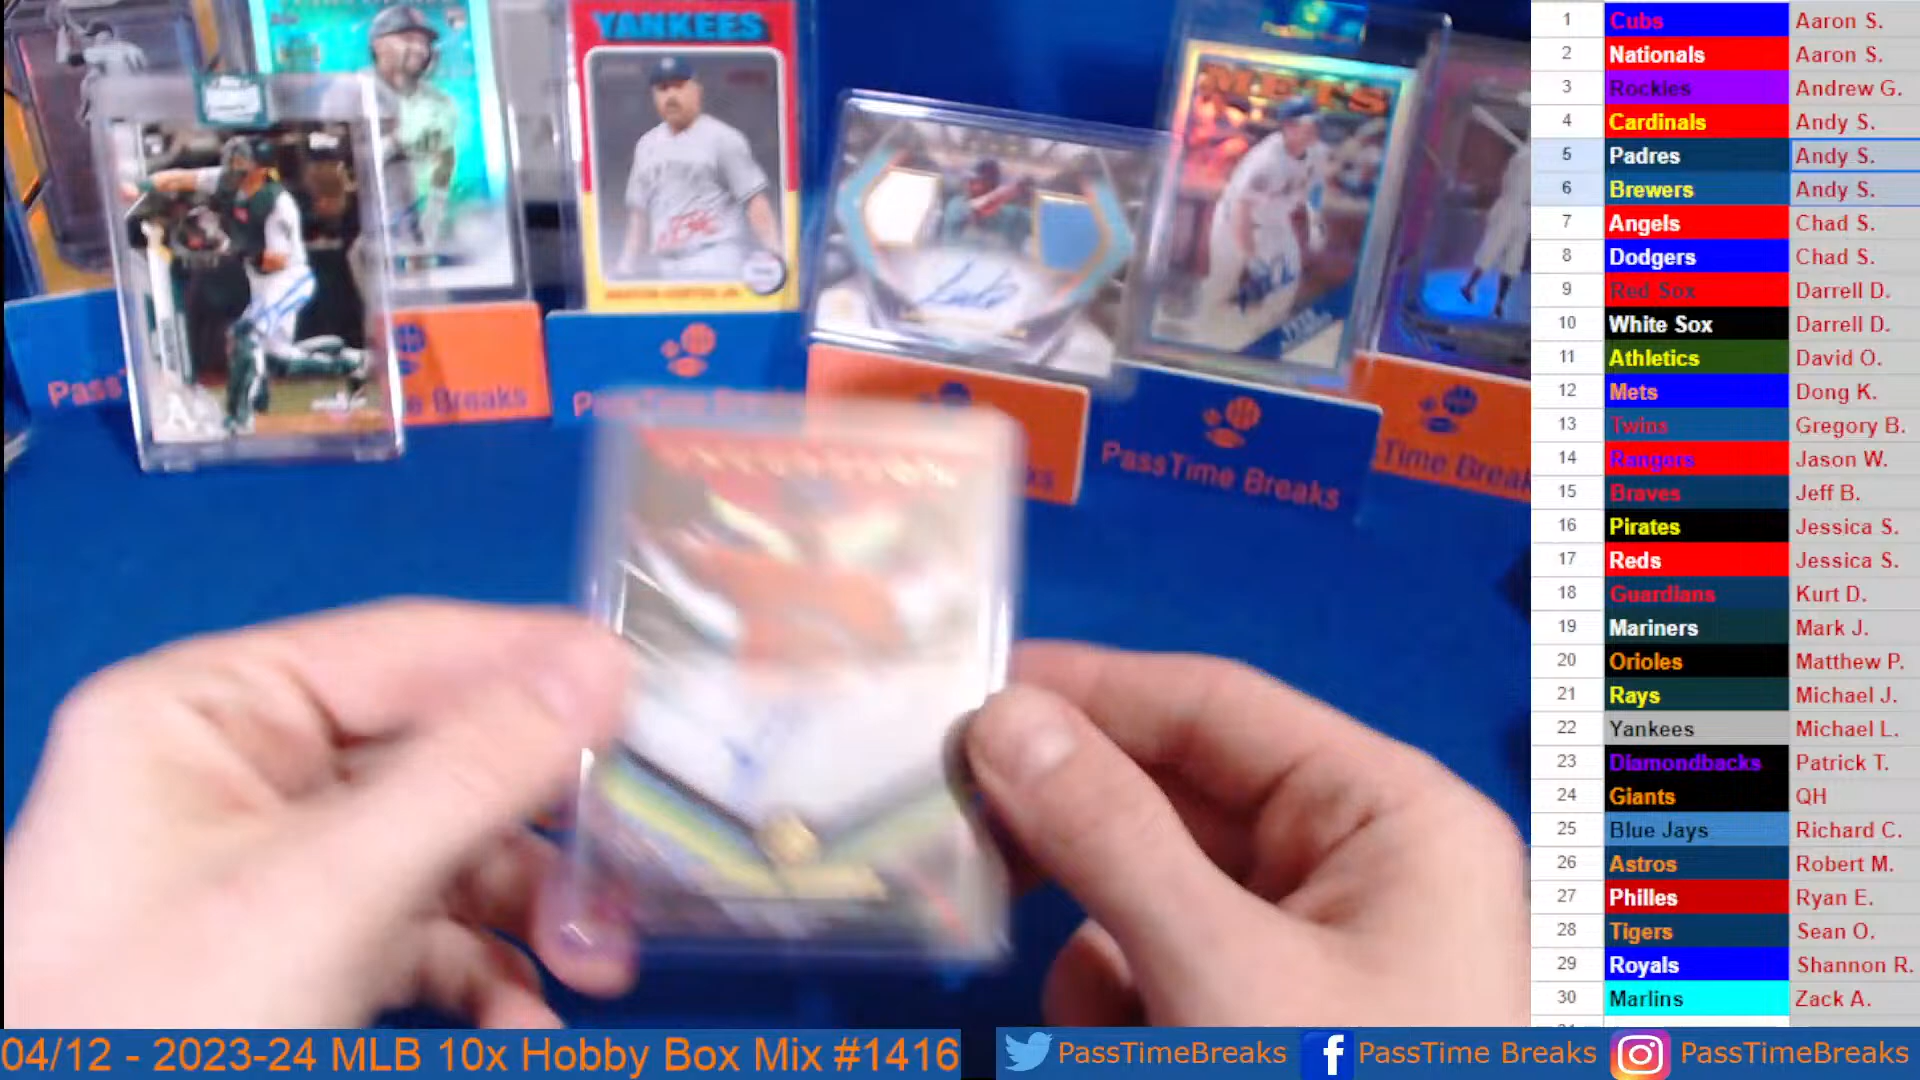 YANKEES
METS
PassTime Breaks
Time Breaks
e Breaks
1 Cubs Aaron S.
2 Nationals Aaron S.
3 Rockies Andrew G.
4 Cardinals Andy S.
5 Padres Andy S.
6 Brewers Andy S.
7 Angels Chad S.
8 Dodgers Chad S.
9 Red Sox Darrell D.
10 White Sox Darrell D.
11 Athletics David O.
12 Mets Dong K.
13 Twins Gregory B.
14 Rangers Jason W.
15 Braves Jeff B.
16 Pirates Jessica S.
17 Reds Jessica S.
18 Guardians Kurt D.
19 Mariners Mark J.
20 Orioles Matthew P.
21 Rays Michael J.
22 Yankees Michael L.
23 Diamondbacks Patrick T.
24 Giants QH
25 Blue Jays Richard C.
26 Astros Robert M.
27 Philles Ryan E.
28 Tigers Sean O.
29 Royals Shannon R.
30 Marlins Zack A.
04/12 - 2023-24 MLB 10x Hobby Box Mix #1416
PassTimeBreaks
PassTime Breaks
PassTimeBreaks